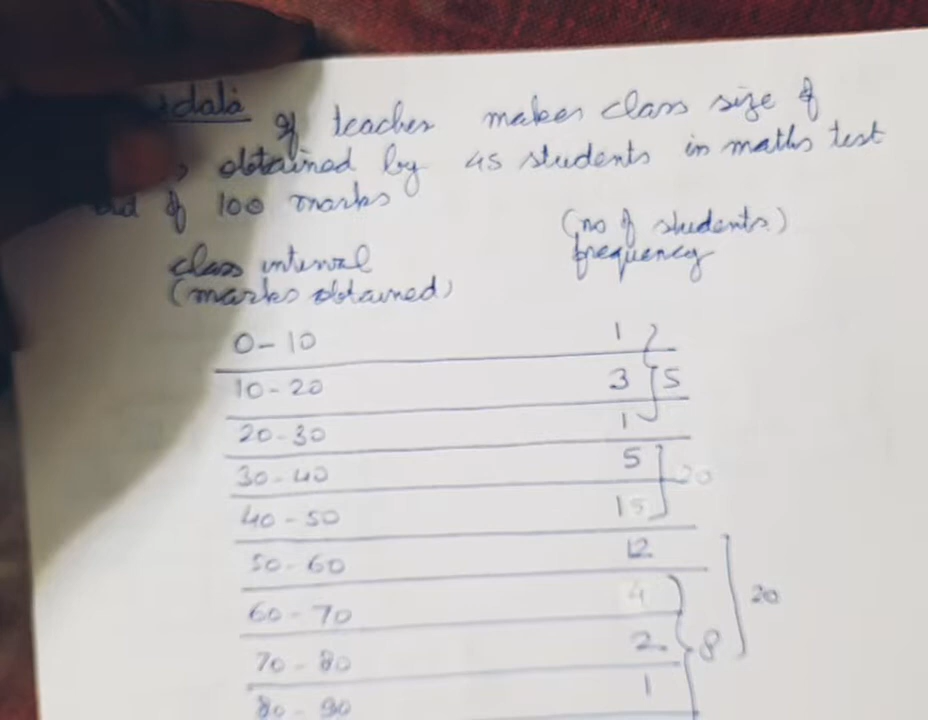 data
of teacher makes class size of
obtained by 45 students in maths test
out of 100 marks
class interval (no of students)
(marks obtained) frequency
0-10 1
10-20 3 5
20-30 1
30-40 5 20
40-50 15
50-60 12
60-70 4 20
70-80 2 8
80-90 1